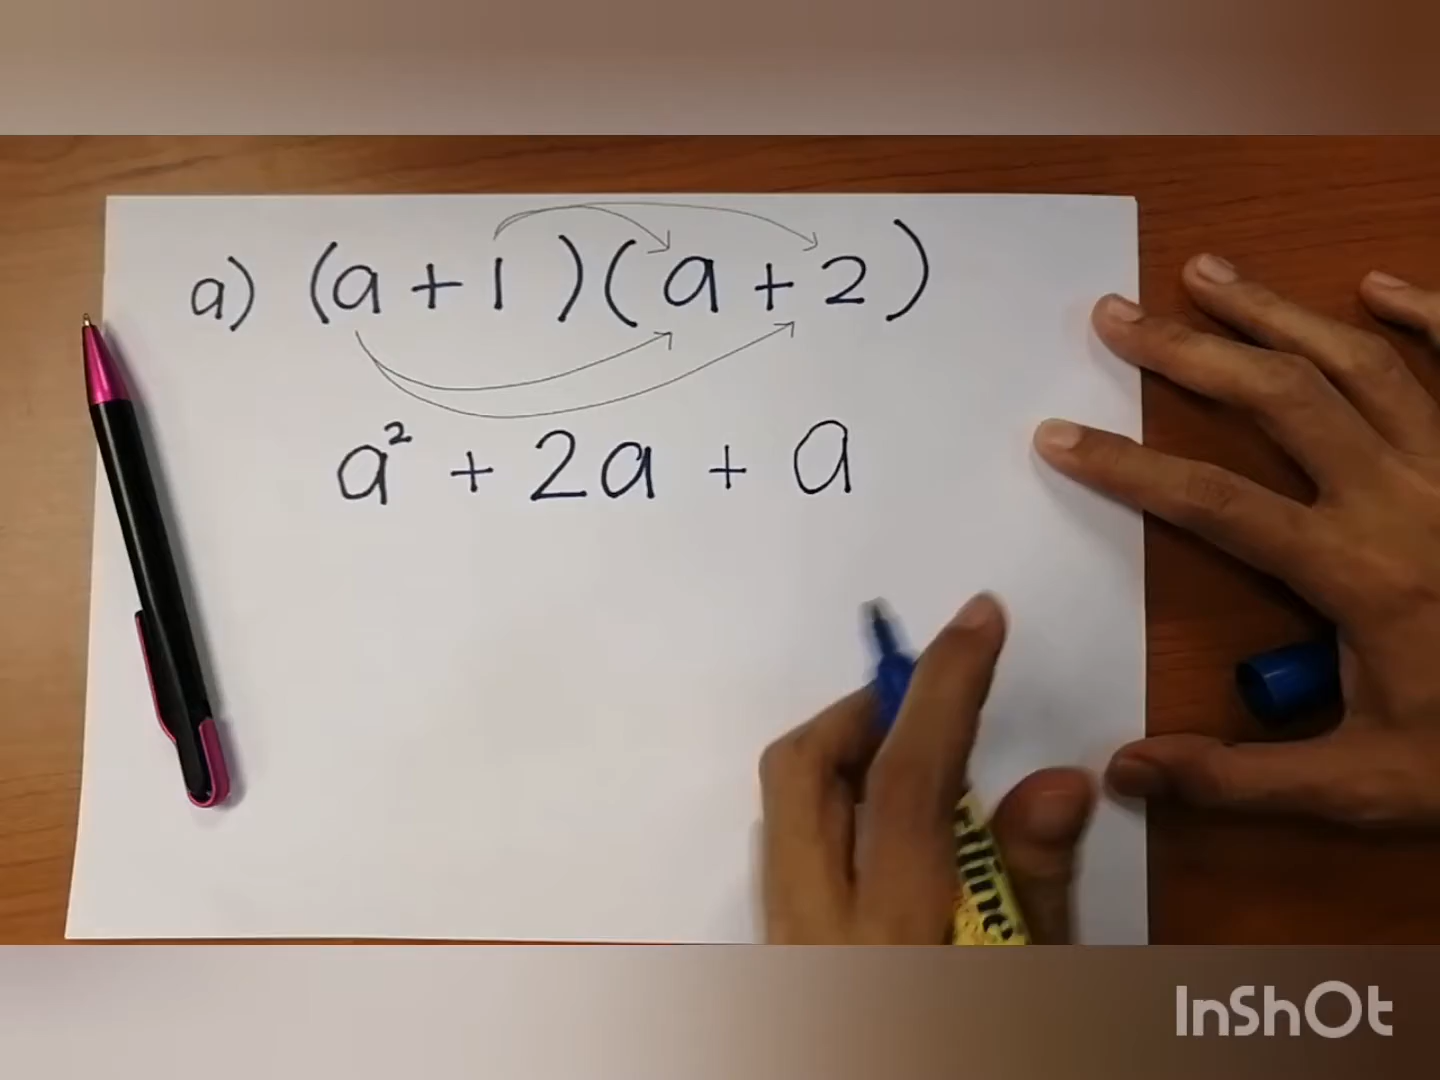 a) (a + 1)(a + 2)
a² + 2a + a
InShOt